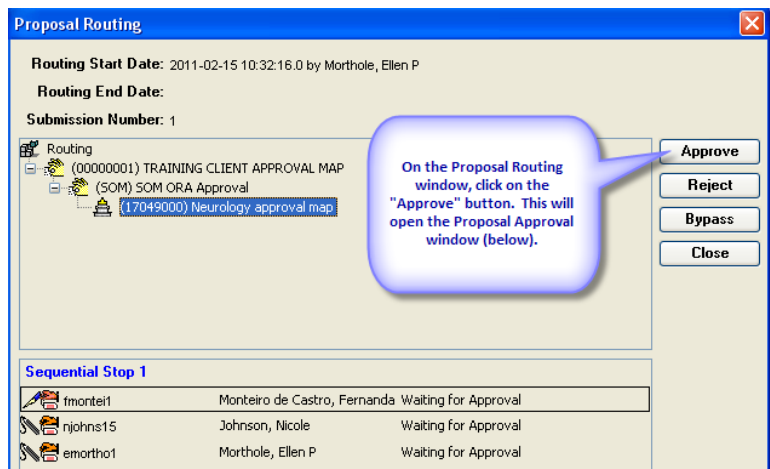 Proposal Routing
Routing Start Date: 2011-02-15 10:32:16.0 by Morthole, Ellen P
Routing End Date:
Submission Number: 1
Routing
(00000001) TRAINING CLIENT APPROVAL MAP
(SOM) SOM ORA Approval
(17049000) Neurology approval map
On the Proposal Routing
window, click on the
"Approve" button. This will
open the Proposal Approval
window (below).
Approve
Reject
Bypass
Close
Sequential Stop 1
fmontei1 Monteiro de Castro, Fernanda Waiting for Approval
njohns15 Johnson, Nicole Waiting for Approval
emortho1 Morthole, Ellen P Waiting for Approval